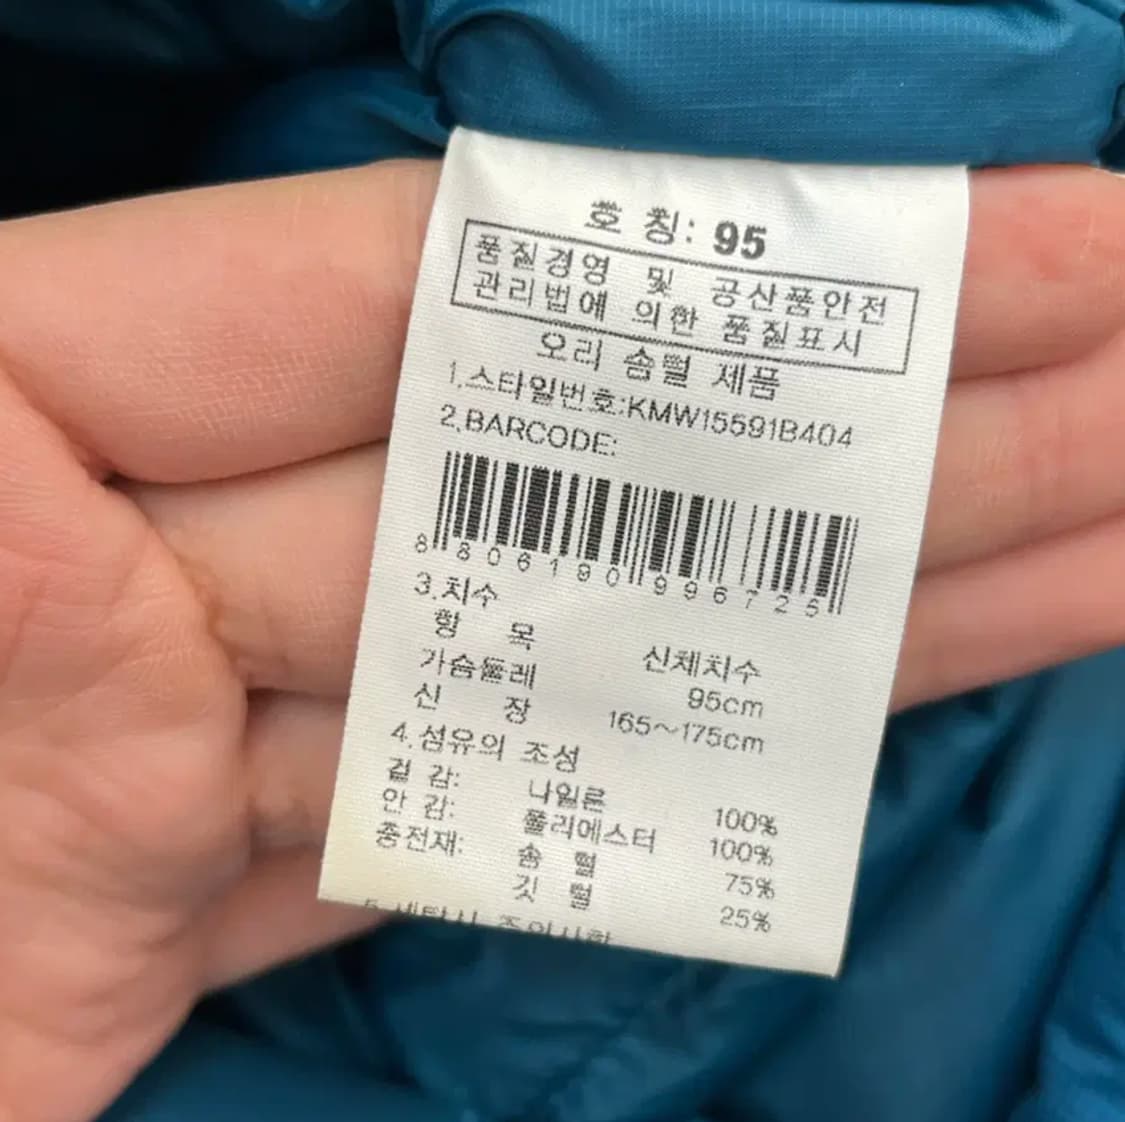 호 칭: 95
품질경영 및 공산품안전
관리법에 의한 품질표시
오리 솜털 제품
1.스타일번호:KMW15591B404
2.BARCODE:
8 806190 996725
3.치수
항 목 신체치수
가슴둘레 95cm
신 장 165~175cm
4.섬유의 조성
겉 감: 나일론 100%
안 감: 폴리에스터 100%
충전재: 솜 털 75%
깃 털 25%